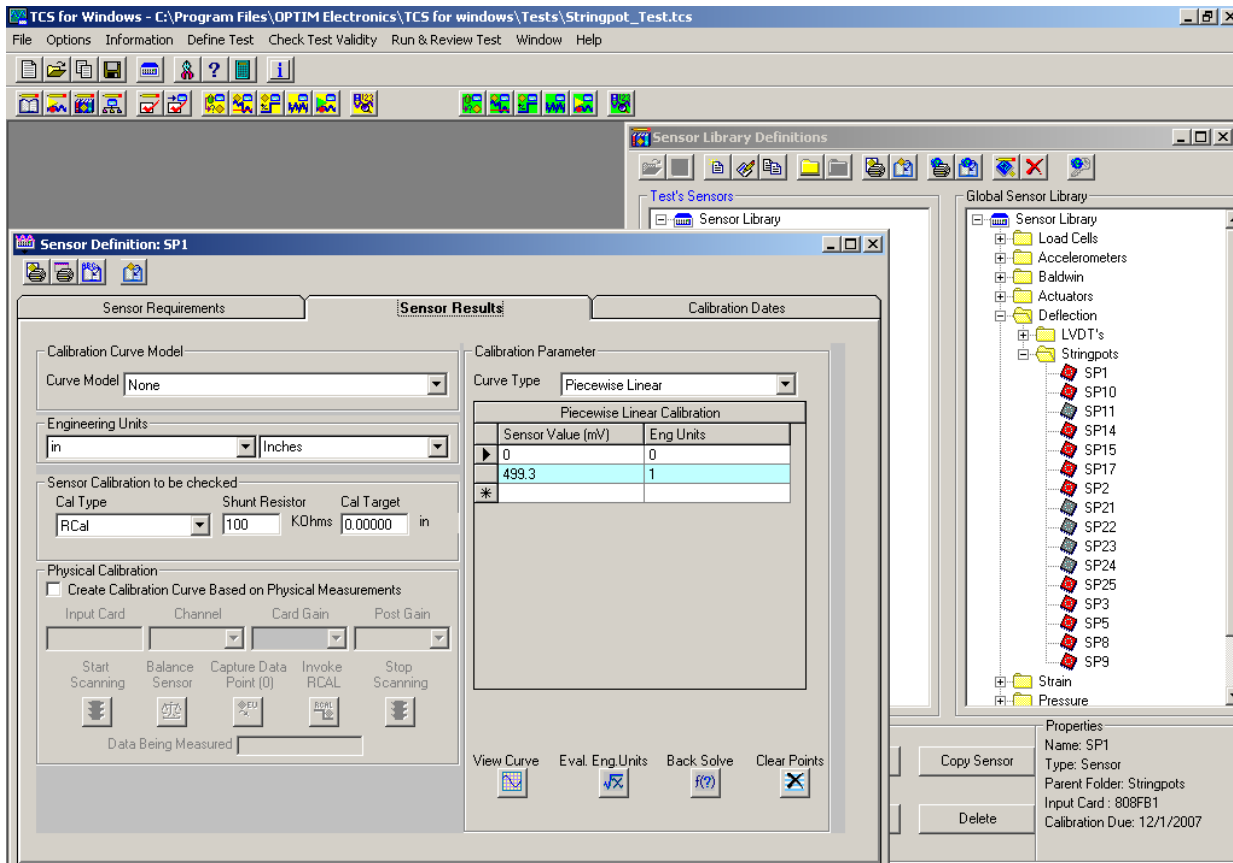 TCS for Windows - C:\Program Files\OPTIM Electronics\TCS for windows\Tests\Stringpot_Test.tcs
File Options Information Define Test Check Test Validity Run & Review Test Window Help
Sensor Library Definitions
Test's Sensors
Sensor Library
Global Sensor Library
Sensor Library
Load Cells
Accelerometers
Baldwin
Actuators
Deflection
LVDT's
Stringpots
SP1
SP10
SP11
SP14
SP15
SP17
SP2
SP21
SP22
SP23
SP24
SP25
SP3
SP5
SP8
SP9
Strain
Pressure
Sensor Definition: SP1
Sensor Requirements Sensor Results Calibration Dates
Calibration Curve Model
Curve Model None
Engineering Units
in Inches
Sensor Calibration to be checked
Cal Type Shunt Resistor Cal Target
RCal 100 KOhms 0.00000 in
Physical Calibration
Create Calibration Curve Based on Physical Measurements
Input Card Channel Card Gain Post Gain
Start Scanning Balance Sensor Capture Data Point (0) Invoke RCAL Stop Scanning
EU RCAL
Data Being Measured
Calibration Parameter
Curve Type Piecewise Linear
Piecewise Linear Calibration
Sensor Value (mV) Eng Units
0 0
499.3 1
View Curve Eval. Eng.Units Back Solve Clear Points
√x f(?)
Copy Sensor
Delete
Properties
Name: SP1
Type: Sensor
Parent Folder: Stringpots
Input Card : 808FB1
Calibration Due: 12/1/2007